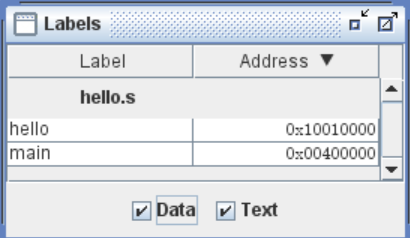 Labels
Label Address ▼
hello.s
hello 0x10010000
main 0x00400000
Data Text